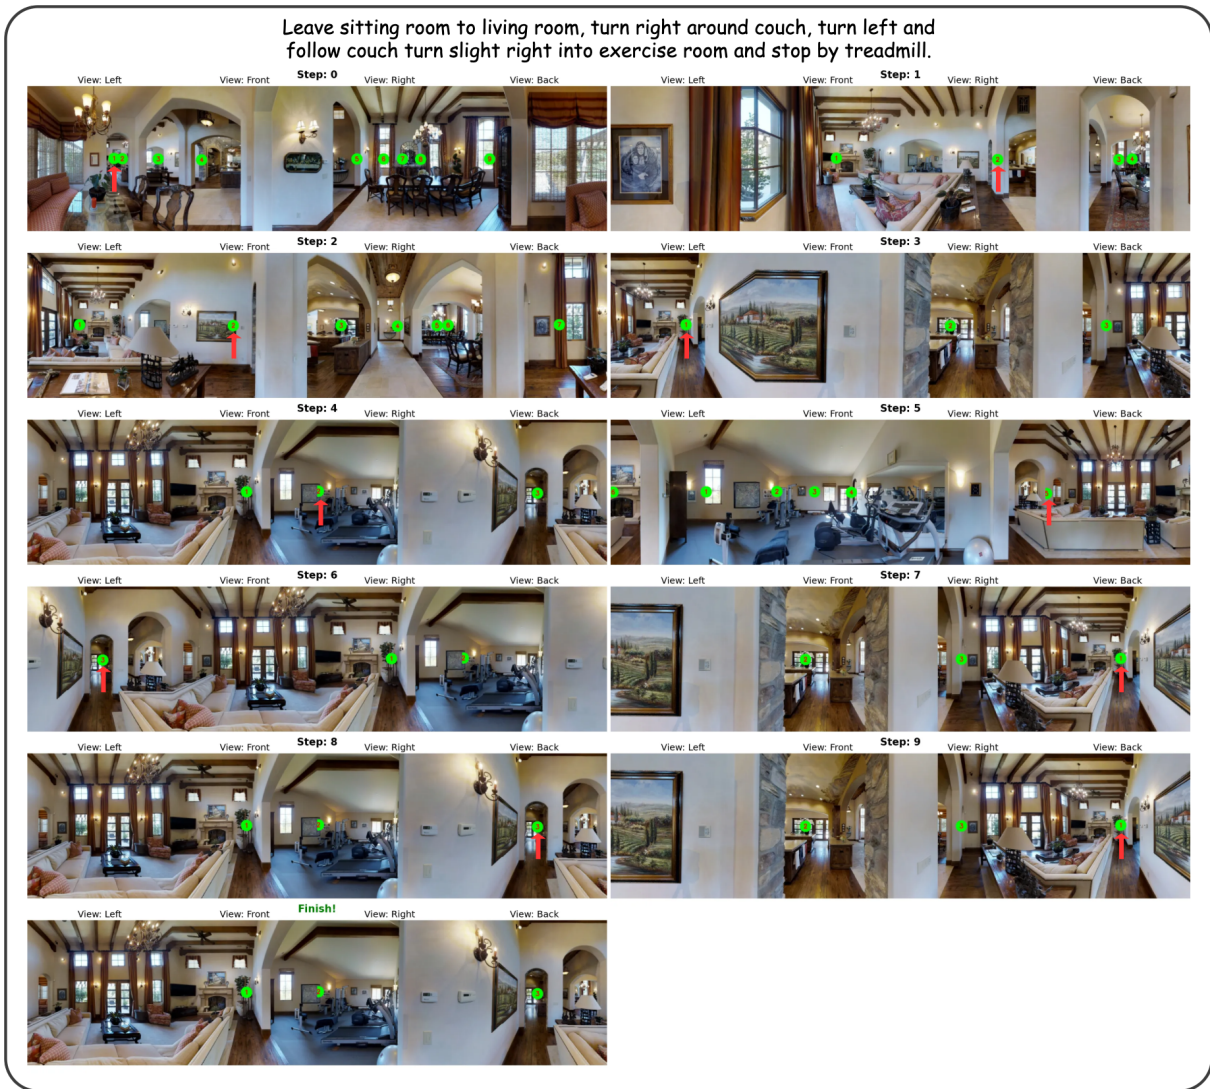 Leave sitting room to living room, turn right around couch, turn left and
follow couch turn slight right into exercise room and stop by treadmill.
Step: 0
View: Left View: Front View: Right View: Back
Step: 1
View: Left View: Front View: Right View: Back
Step: 2
View: Left View: Front View: Right View: Back
Step: 3
View: Left View: Front View: Right View: Back
Step: 4
View: Left View: Front View: Right View: Back
Step: 5
View: Left View: Front View: Right View: Back
Step: 6
View: Left View: Front View: Right View: Back
Step: 7
View: Left View: Front View: Right View: Back
Step: 8
View: Left View: Front View: Right View: Back
Step: 9
View: Left View: Front View: Right View: Back
Finish!
View: Left View: Front View: Right View: Back